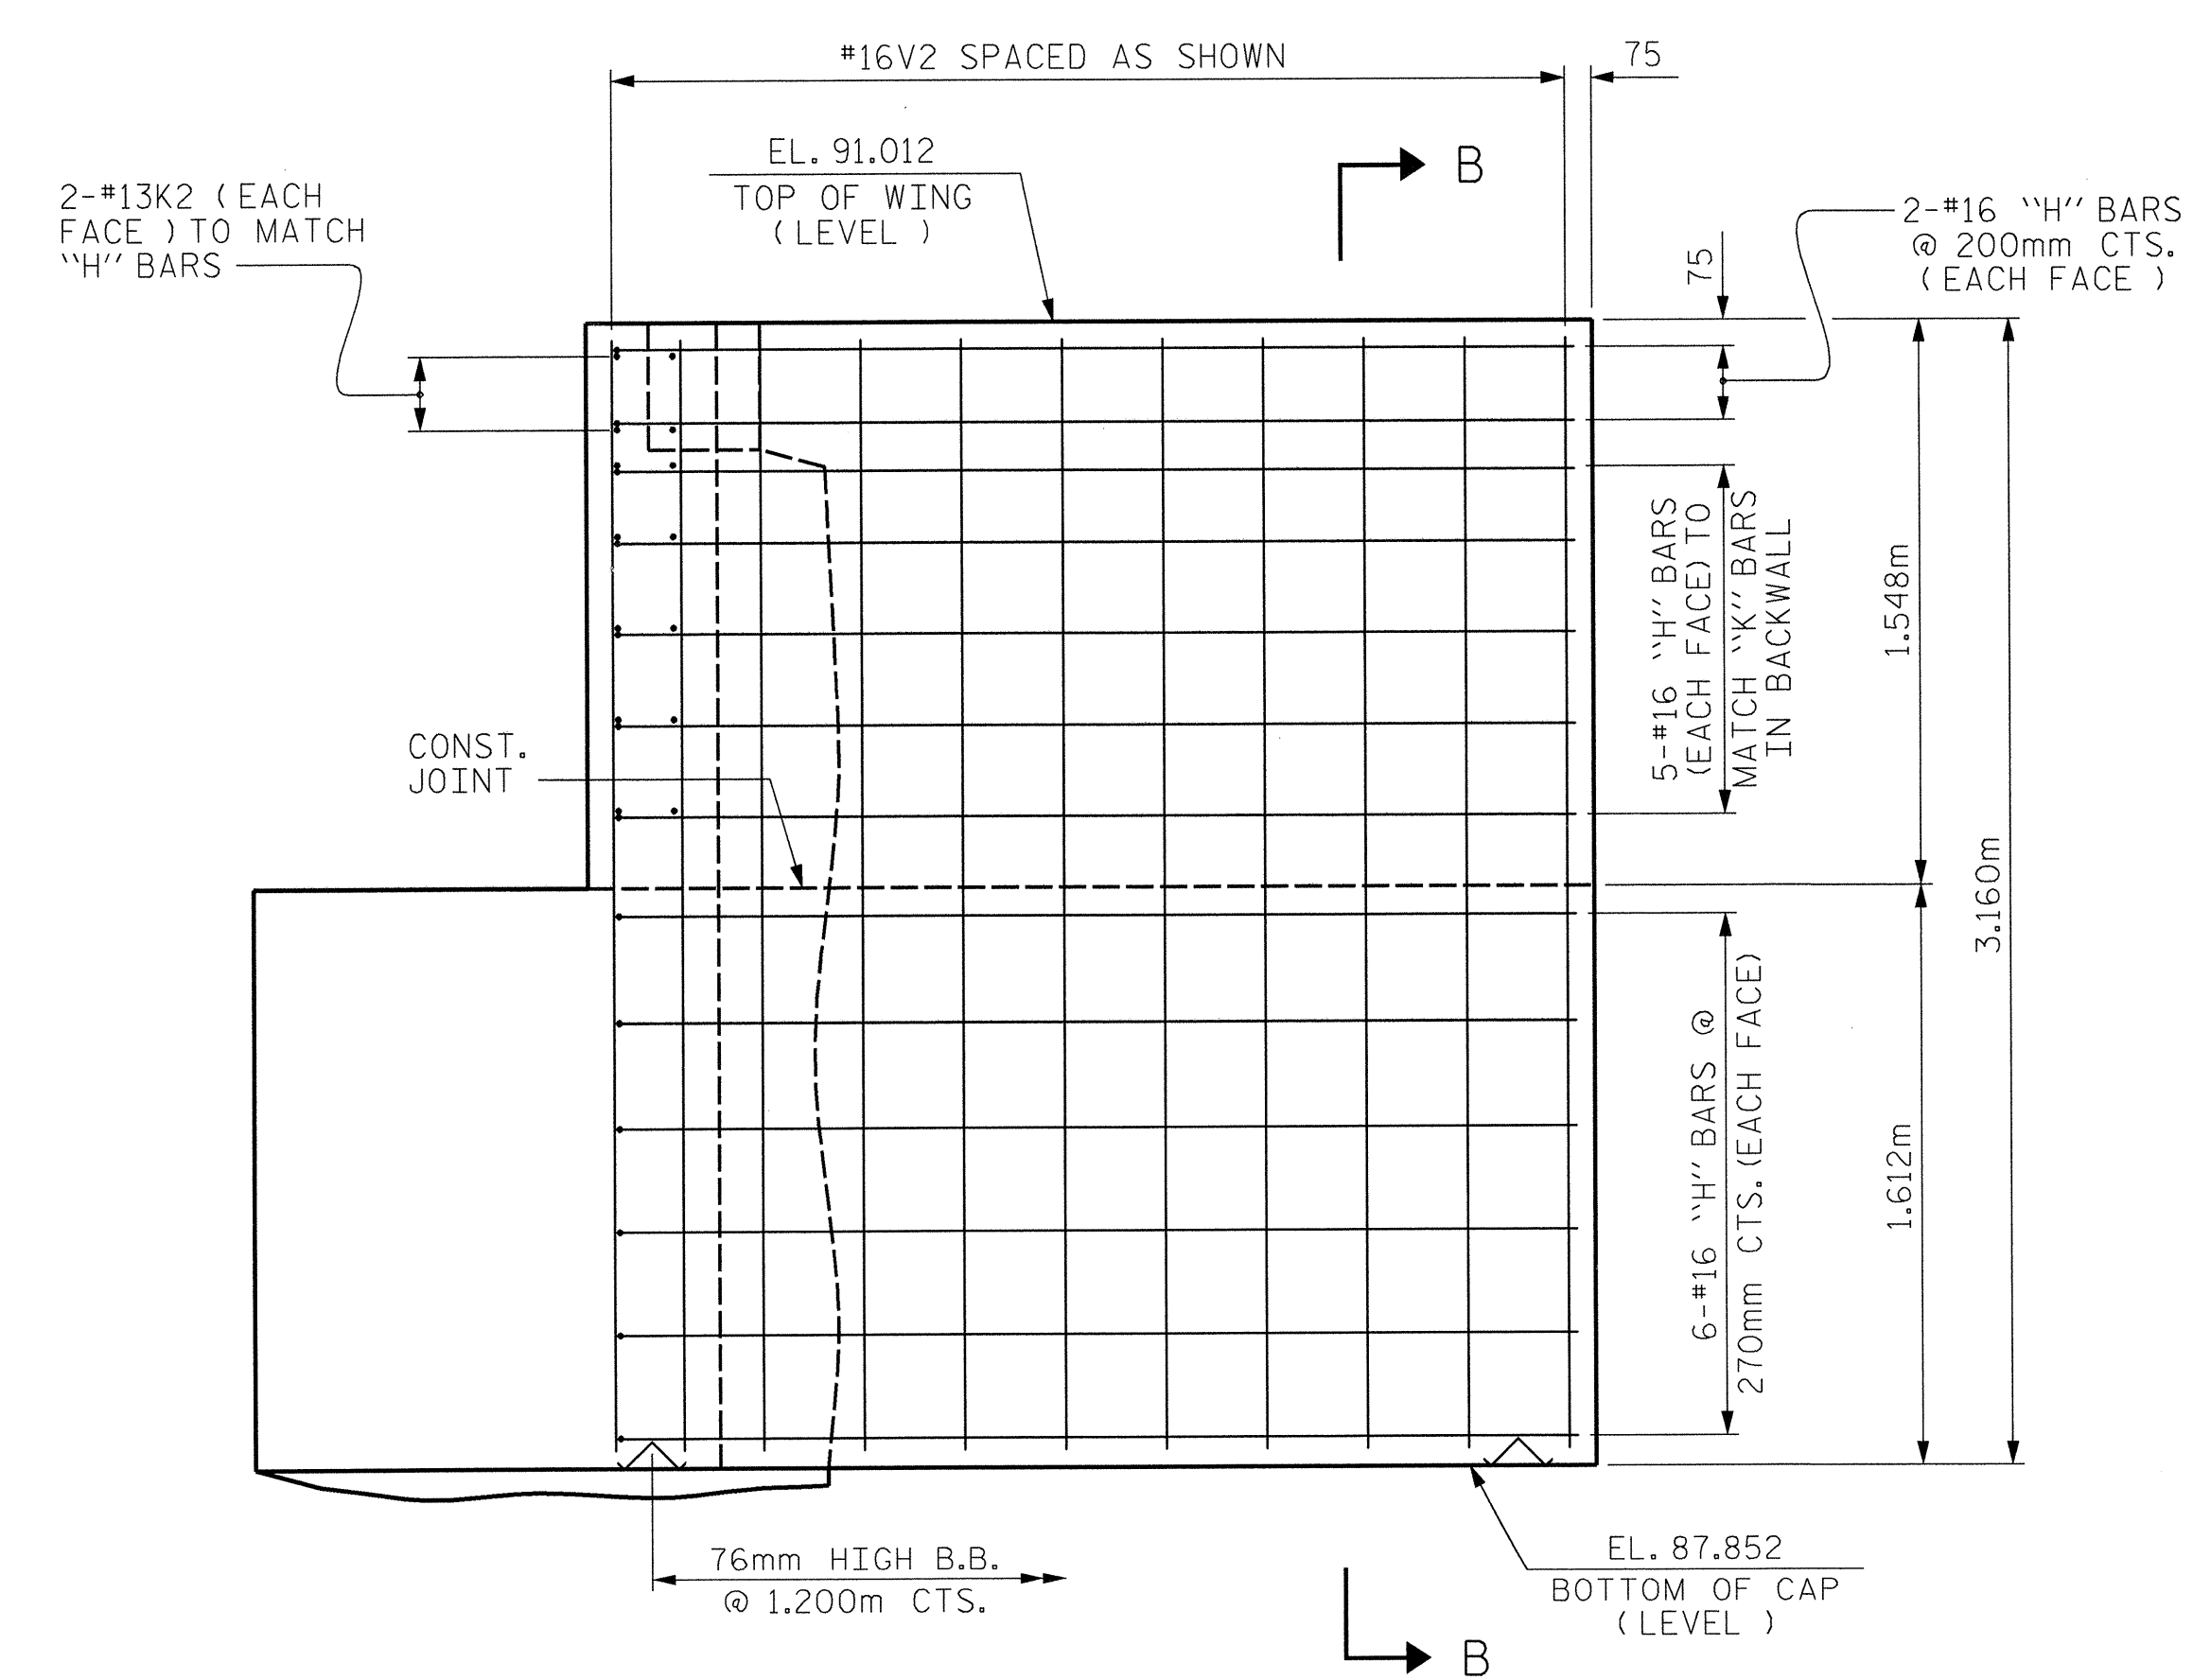 #16V2 SPACED AS SHOWN
75
EL. 91.012
TOP OF WING
( LEVEL )
B
2-#13K2 ( EACH
FACE ) TO MATCH
``H'' BARS
2-#16 ``H'' BARS
@ 200mm CTS.
( EACH FACE )
75
5-#16 ``H'' BARS
(EACH FACE) TO
MATCH ``K'' BARS
IN BACKWALL
1.548m
3.160m
CONST.
JOINT
6-#16 ``H'' BARS @
270mm CTS. (EACH FACE)
1.612m
76mm HIGH B.B.
@ 1.200m CTS.
EL. 87.852
BOTTOM OF CAP
( LEVEL )
B